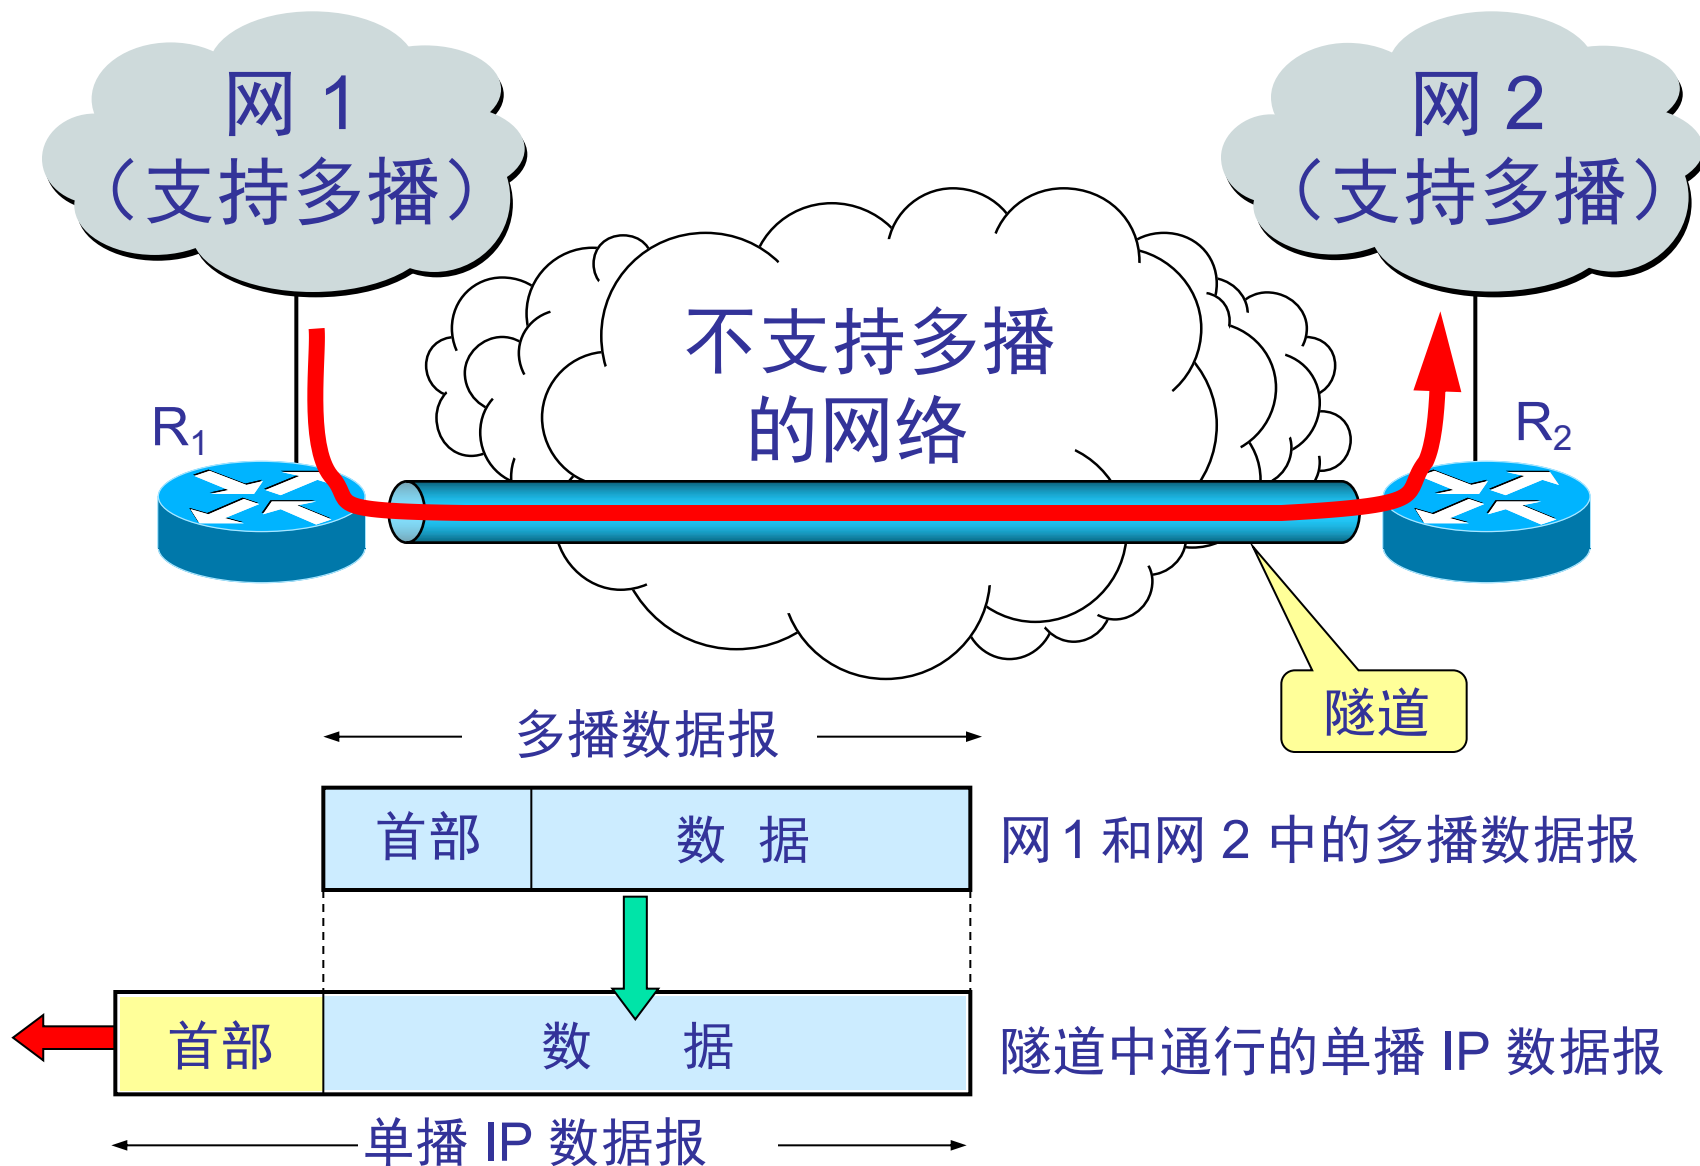 网 1
（支持多播）
网 2
（支持多播）
不支持多播
的网络
R1
R2
隧道
多播数据报
首部
数 据
网 1 和网 2 中的多播数据报
首部
数 据
隧道中通行的单播 IP 数据报
单播 IP 数据报